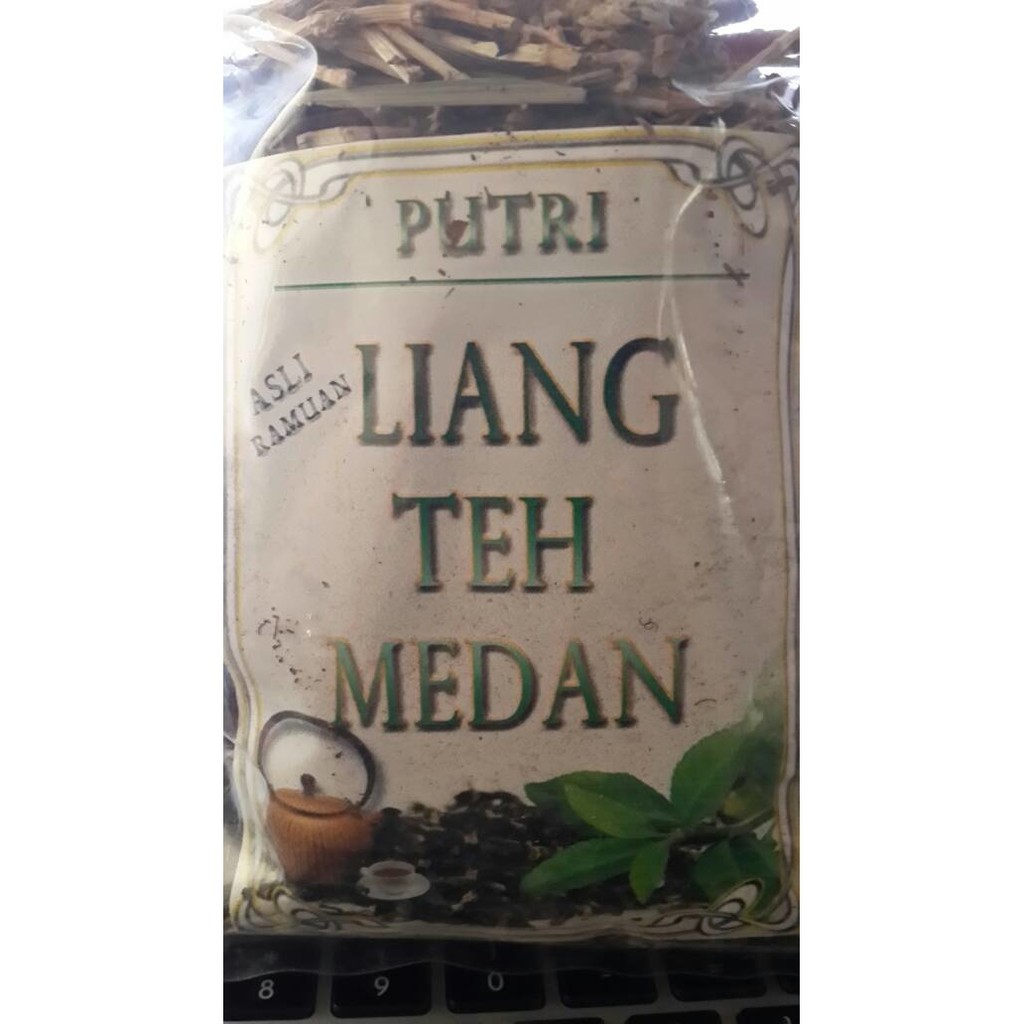 PUTRI
ASLI
RAMUAN
LIANG
TEH
MEDAN
8 9 0